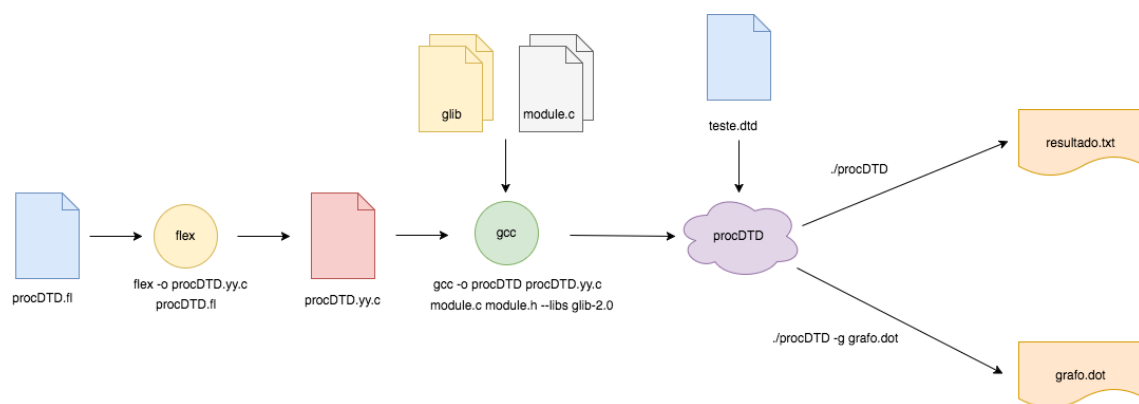 glib
module.c
teste.dtd
resultado.txt
./procDTD
flex
gcc
procDTD
procDTD.fl
flex -o procDTD.yy.c
procDTD.fl
procDTD.yy.c
gcc -o procDTD procDTD.yy.c
module.c module.h --libs glib-2.0
./procDTD -g grafo.dot
grafo.dot